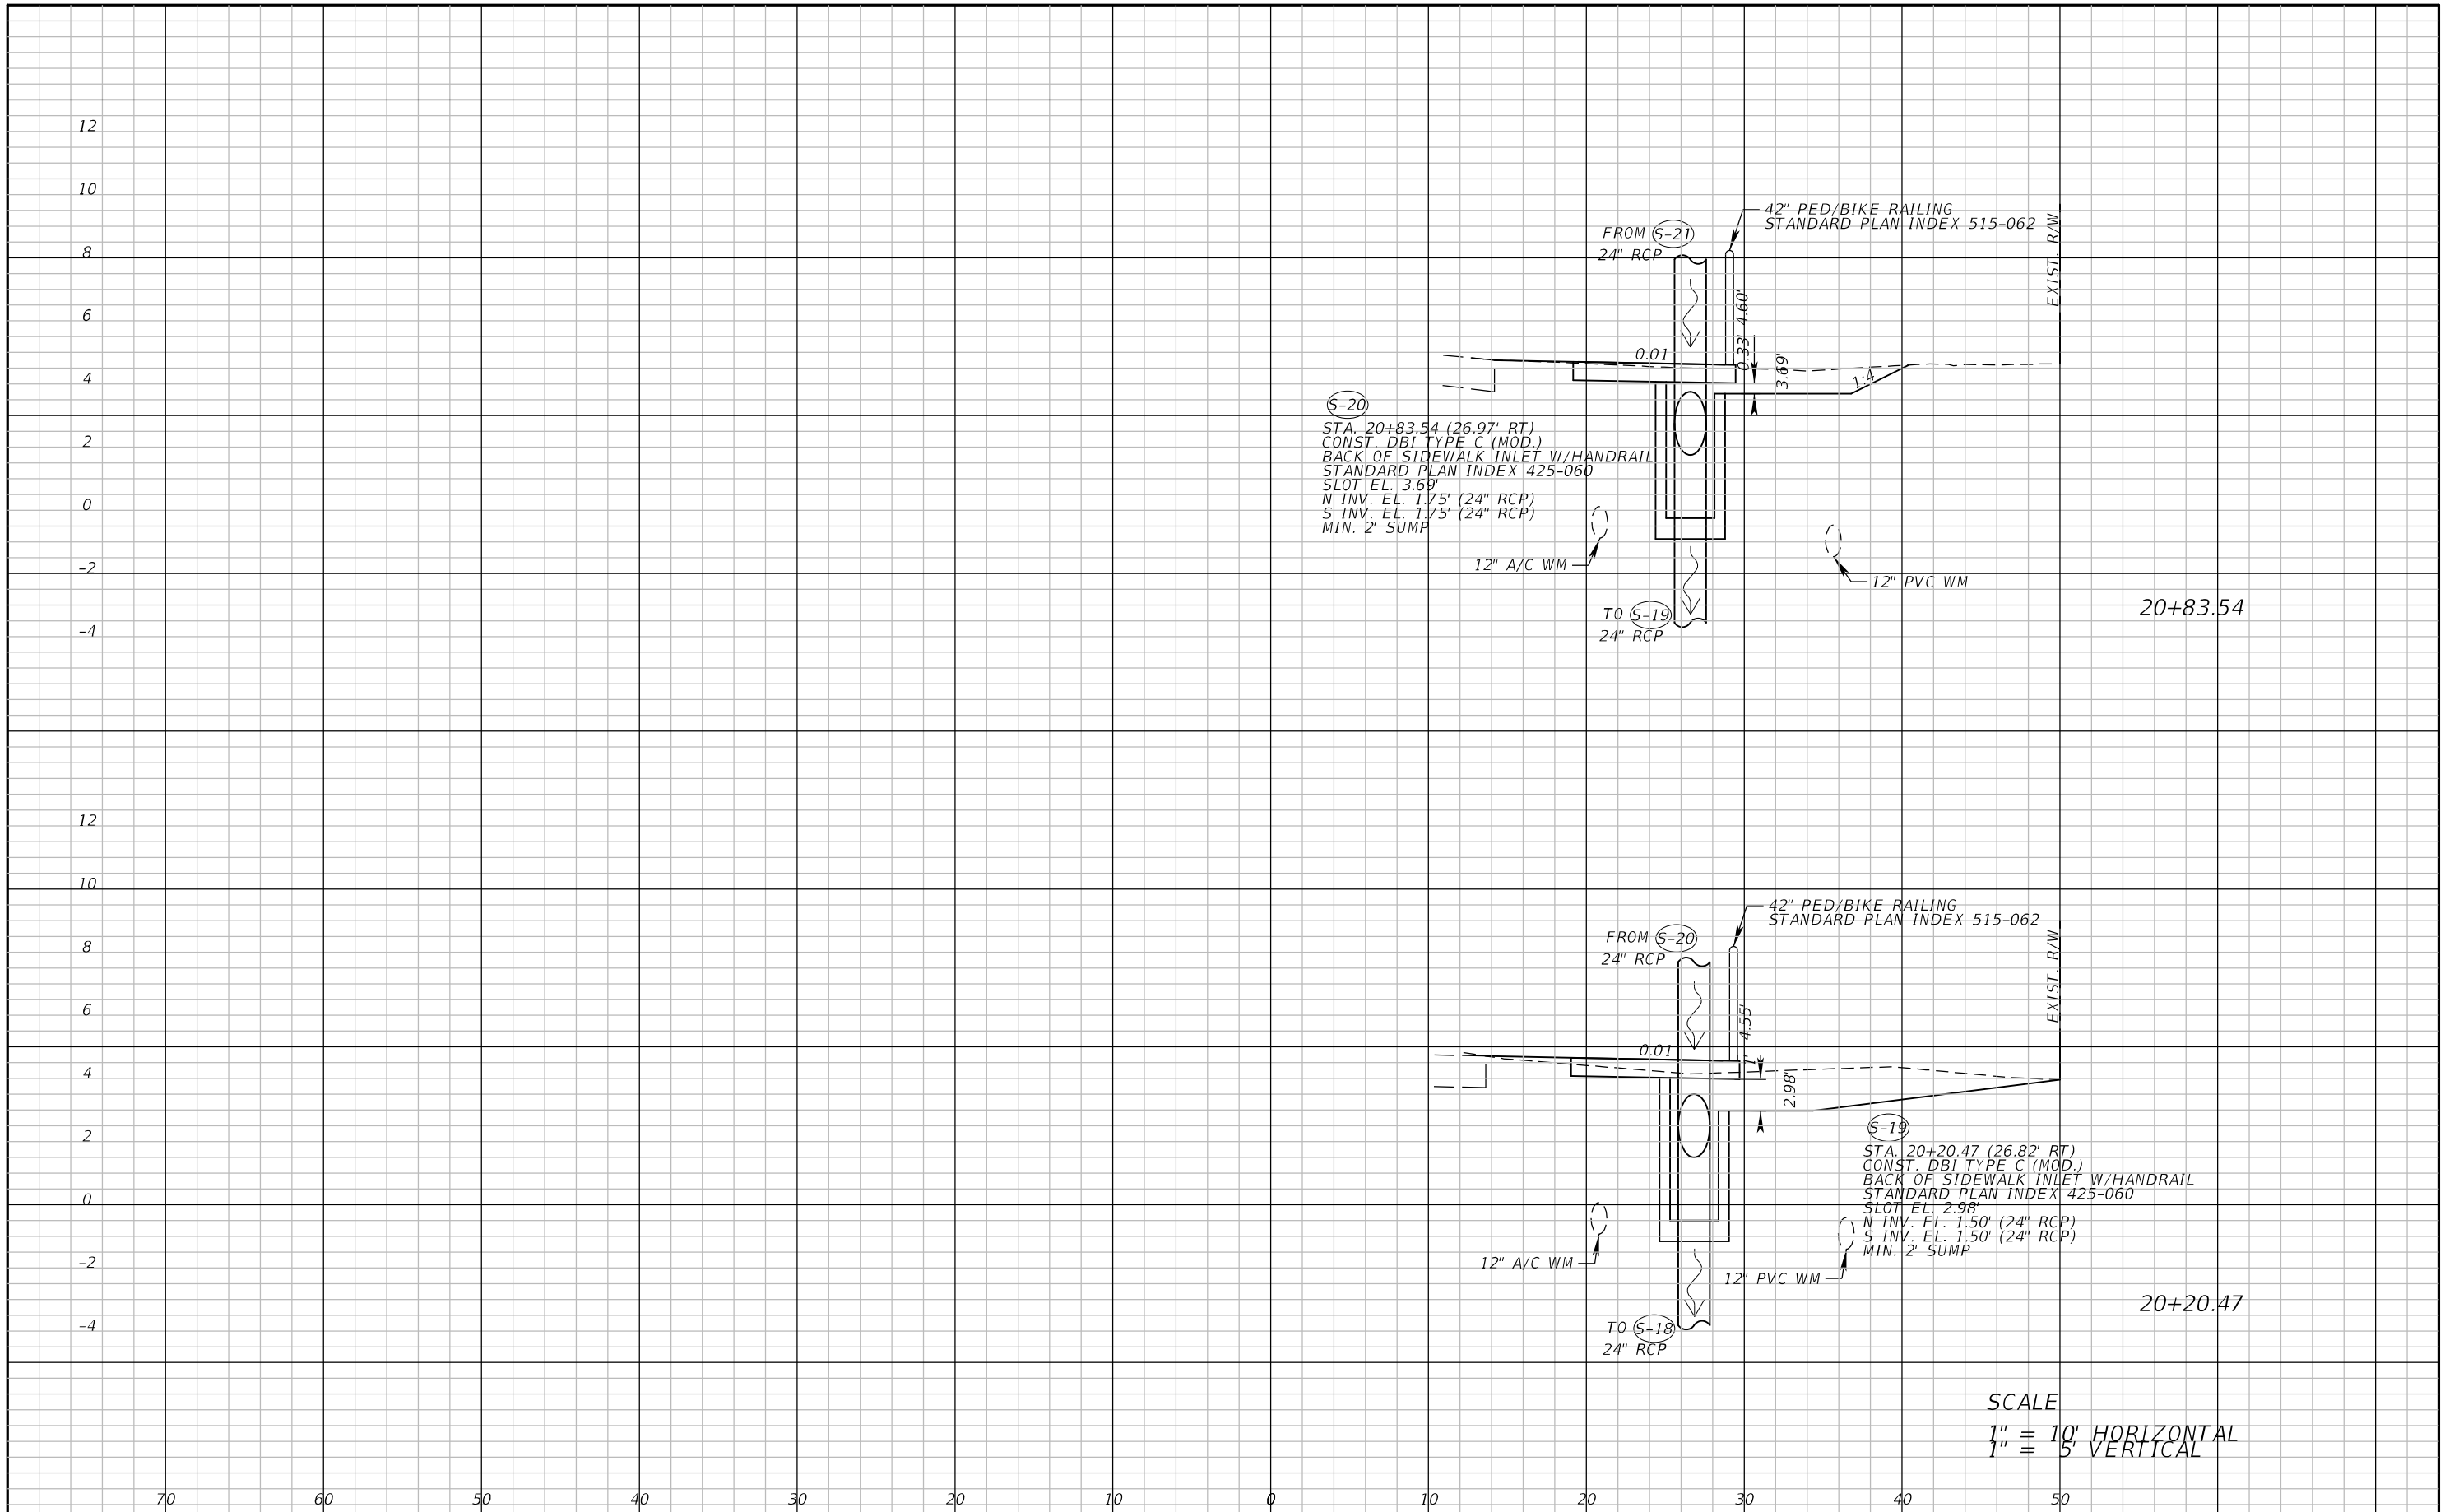 12
10
8
6
4
2
0
-2
-4
42" PED/BIKE RAILING
STANDARD PLAN INDEX 515-062
FROM S-21
24" RCP
EXIST. R/W
0.01
0.33'
4.60'
3.69'
1:4
S-20
STA. 20+83.54 (26.97' RT)
CONST. DBI TYPE C (MOD.)
BACK OF SIDEWALK INLET W/HANDRAIL
STANDARD PLAN INDEX 425-060
SLOT EL. 3.69'
N INV. EL. 1.75' (24" RCP)
S INV. EL. 1.75' (24" RCP)
MIN. 2' SUMP
12" A/C WM
12" PVC WM
TO S-19
24" RCP
20+83.54
12
10
8
6
4
2
0
-2
-4
42" PED/BIKE RAILING
STANDARD PLAN INDEX 515-062
FROM S-20
24" RCP
EXIST. R/W
0.01
4.55'
2.98'
S-19
STA. 20+20.47 (26.82' RT)
CONST. DBI TYPE C (MOD.)
BACK OF SIDEWALK INLET W/HANDRAIL
STANDARD PLAN INDEX 425-060
SLOT EL. 2.98'
N INV. EL. 1.50' (24" RCP)
S INV. EL. 1.50' (24" RCP)
MIN. 2' SUMP
12" A/C WM
12" PVC WM
TO S-18
24" RCP
20+20.47
SCALE
1" = 10' HORIZONTAL
1" = 5' VERTICAL
70 60 50 40 30 20 10 0 10 20 30 40 50